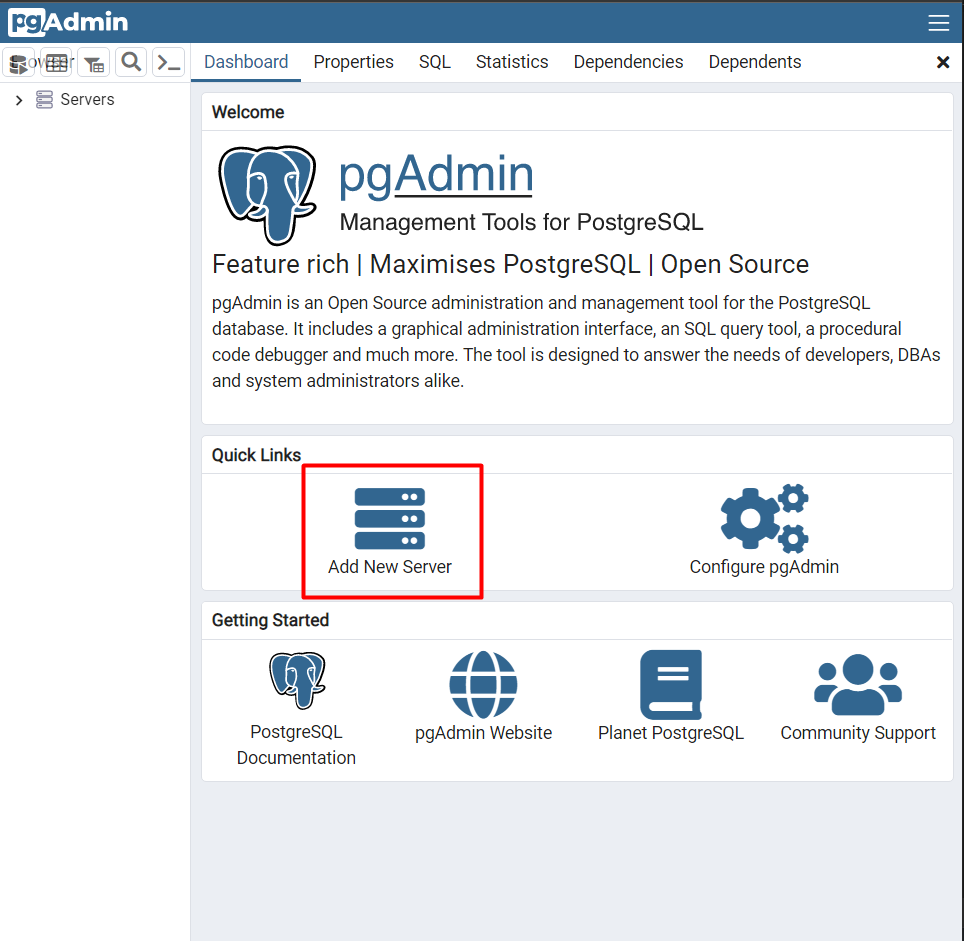 pgAdmin
Browser
Dashboard Properties SQL Statistics Dependencies Dependents
Servers
Welcome
pgAdmin
Management Tools for PostgreSQL
Feature rich | Maximises PostgreSQL | Open Source
pgAdmin is an Open Source administration and management tool for the PostgreSQL
database. It includes a graphical administration interface, an SQL query tool, a procedural
code debugger and much more. The tool is designed to answer the needs of developers, DBAs
and system administrators alike.
Quick Links
Add New Server
Configure pgAdmin
Getting Started
PostgreSQL
Documentation
pgAdmin Website
Planet PostgreSQL
Community Support